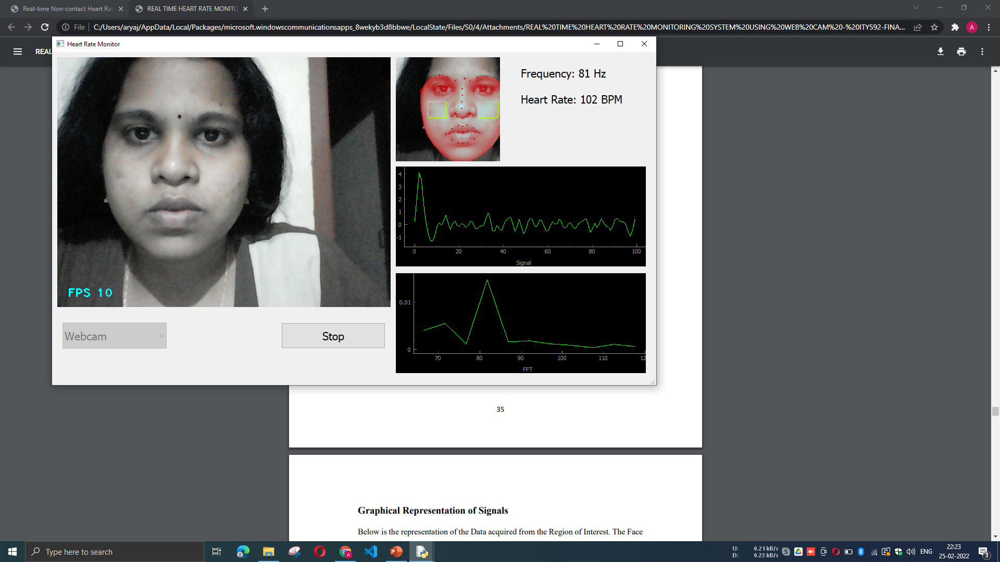 Real-time Non-contact Heart Rat
REAL TIME HEART RATE MONITO
File
C:/Users/aryaj/AppData/Local/Packages/microsoft.windowscommunicationsapps_8wekyb3d8bbwe/LocalState/Files/S0/4/Attachments/REAL%20TIME%20HEART%20RATE%20MONITORING%20SYSTEM%20USING%20WEB%20CAM%20-%20ITY592-FINA...
A
Heart Rate Monitor
REAL
Frequency: 81 Hz
Heart Rate: 102 BPM
4
3
2
1
0
-1
0 20 40 60 80 100
Signal
FPS 10
0.01
0
70 80 90 100 110 12
FFT
Webcam
Stop
35
Graphical Representation of Signals
Below is the representation of the Data acquired from the Region of Interest. The Face
Type here to search
U: 0.21 kB/s
D: 0.23 kB/s
ENG
22:23
25-02-2022
3